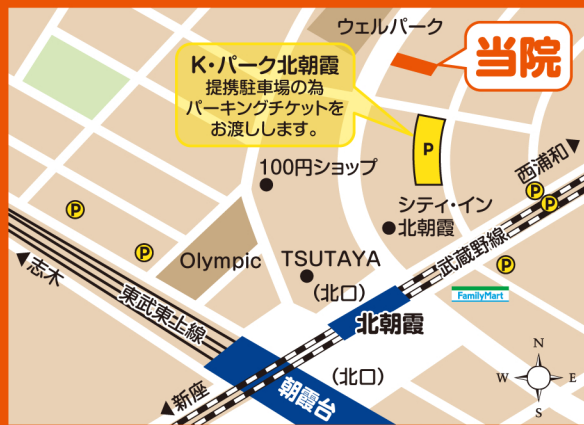 ウェルパーク
当院
K・パーク北朝霞
提携駐車場の為
パーキングチケットを
お渡しします。
P
西浦和
100円ショップ
P
P
シティ・イン
北朝霞
P
P
武蔵野線
Olympic
TSUTAYA
(北口)
P
志木
東武東上線
FamilyMart
北朝霞
N
W
E
S
(北口)
新座
朝霞台